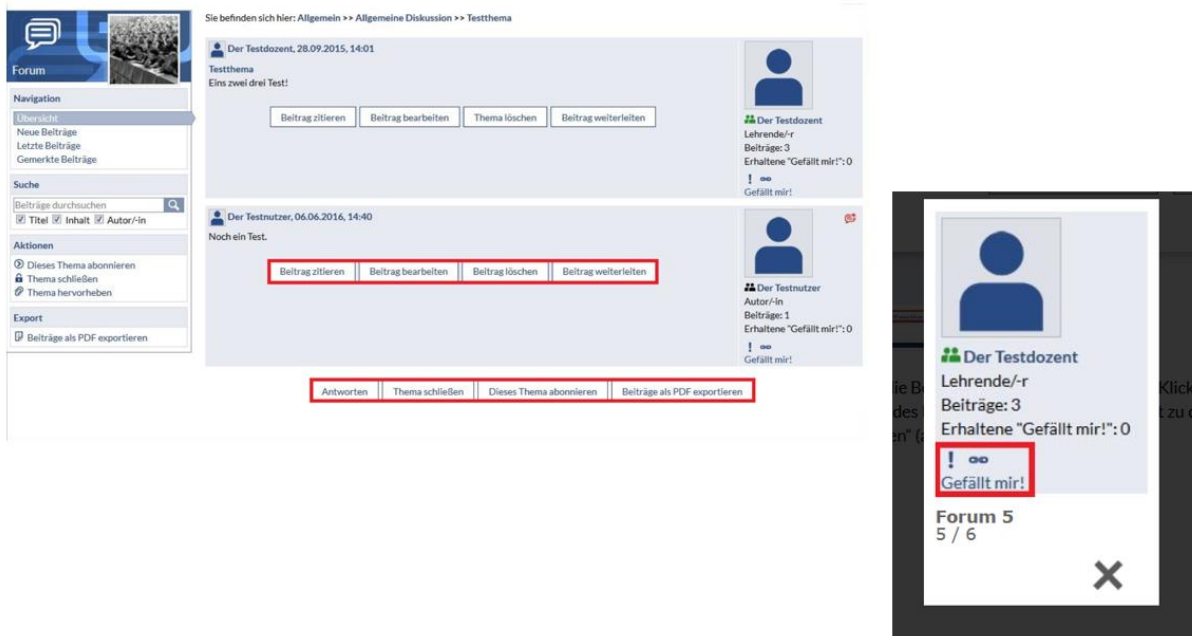 Forum
Navigation
Übersicht
Neue Beiträge
Letzte Beiträge
Gemerkte Beiträge
Suche
Beiträge durchsuchen
Titel Inhalt Autor/-in
Aktionen
Dieses Thema abonnieren
Thema schließen
Thema hervorheben
Export
Beiträge als PDF exportieren
Sie befinden sich hier: Allgemein >> Allgemeine Diskussion >> Testthema
Der Testdozent, 28.09.2015, 14:01
Testthema
Eins zwei drei Test!
Beitrag zitieren Beitrag bearbeiten Thema löschen Beitrag weiterleiten
Der Testdozent
Lehrende/-r
Beiträge: 3
Erhaltene "Gefällt mir!": 0
!
Gefällt mir!
Der Testnutzer, 06.06.2016, 14:40
Noch ein Test.
Beitrag zitieren Beitrag bearbeiten Beitrag löschen Beitrag weiterleiten
Der Testnutzer
Autor/-in
Beiträge: 1
Erhaltene "Gefällt mir!": 0
!
Gefällt mir!
Antworten Thema schließen Dieses Thema abonnieren Beiträge als PDF exportieren
Der Testdozent
Lehrende/-r
Beiträge: 3
Erhaltene "Gefällt mir!": 0
!
Gefällt mir!
Forum 5
5 / 6